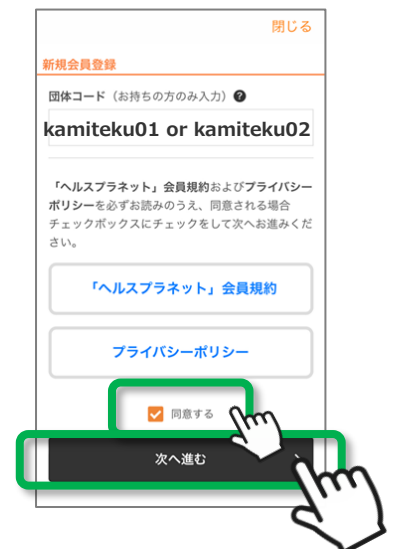 閉じる
新規会員登録
団体コード（お持ちの方のみ入力） ?
kamiteku01 or kamiteku02
「ヘルスプラネット」会員規約およびプライバシー
ポリシーを必ずお読みのうえ、同意される場合
チェックボックスにチェックをして次へお進みくだ
さい。
「ヘルスプラネット」会員規約
プライバシーポリシー
同意する
次へ進む